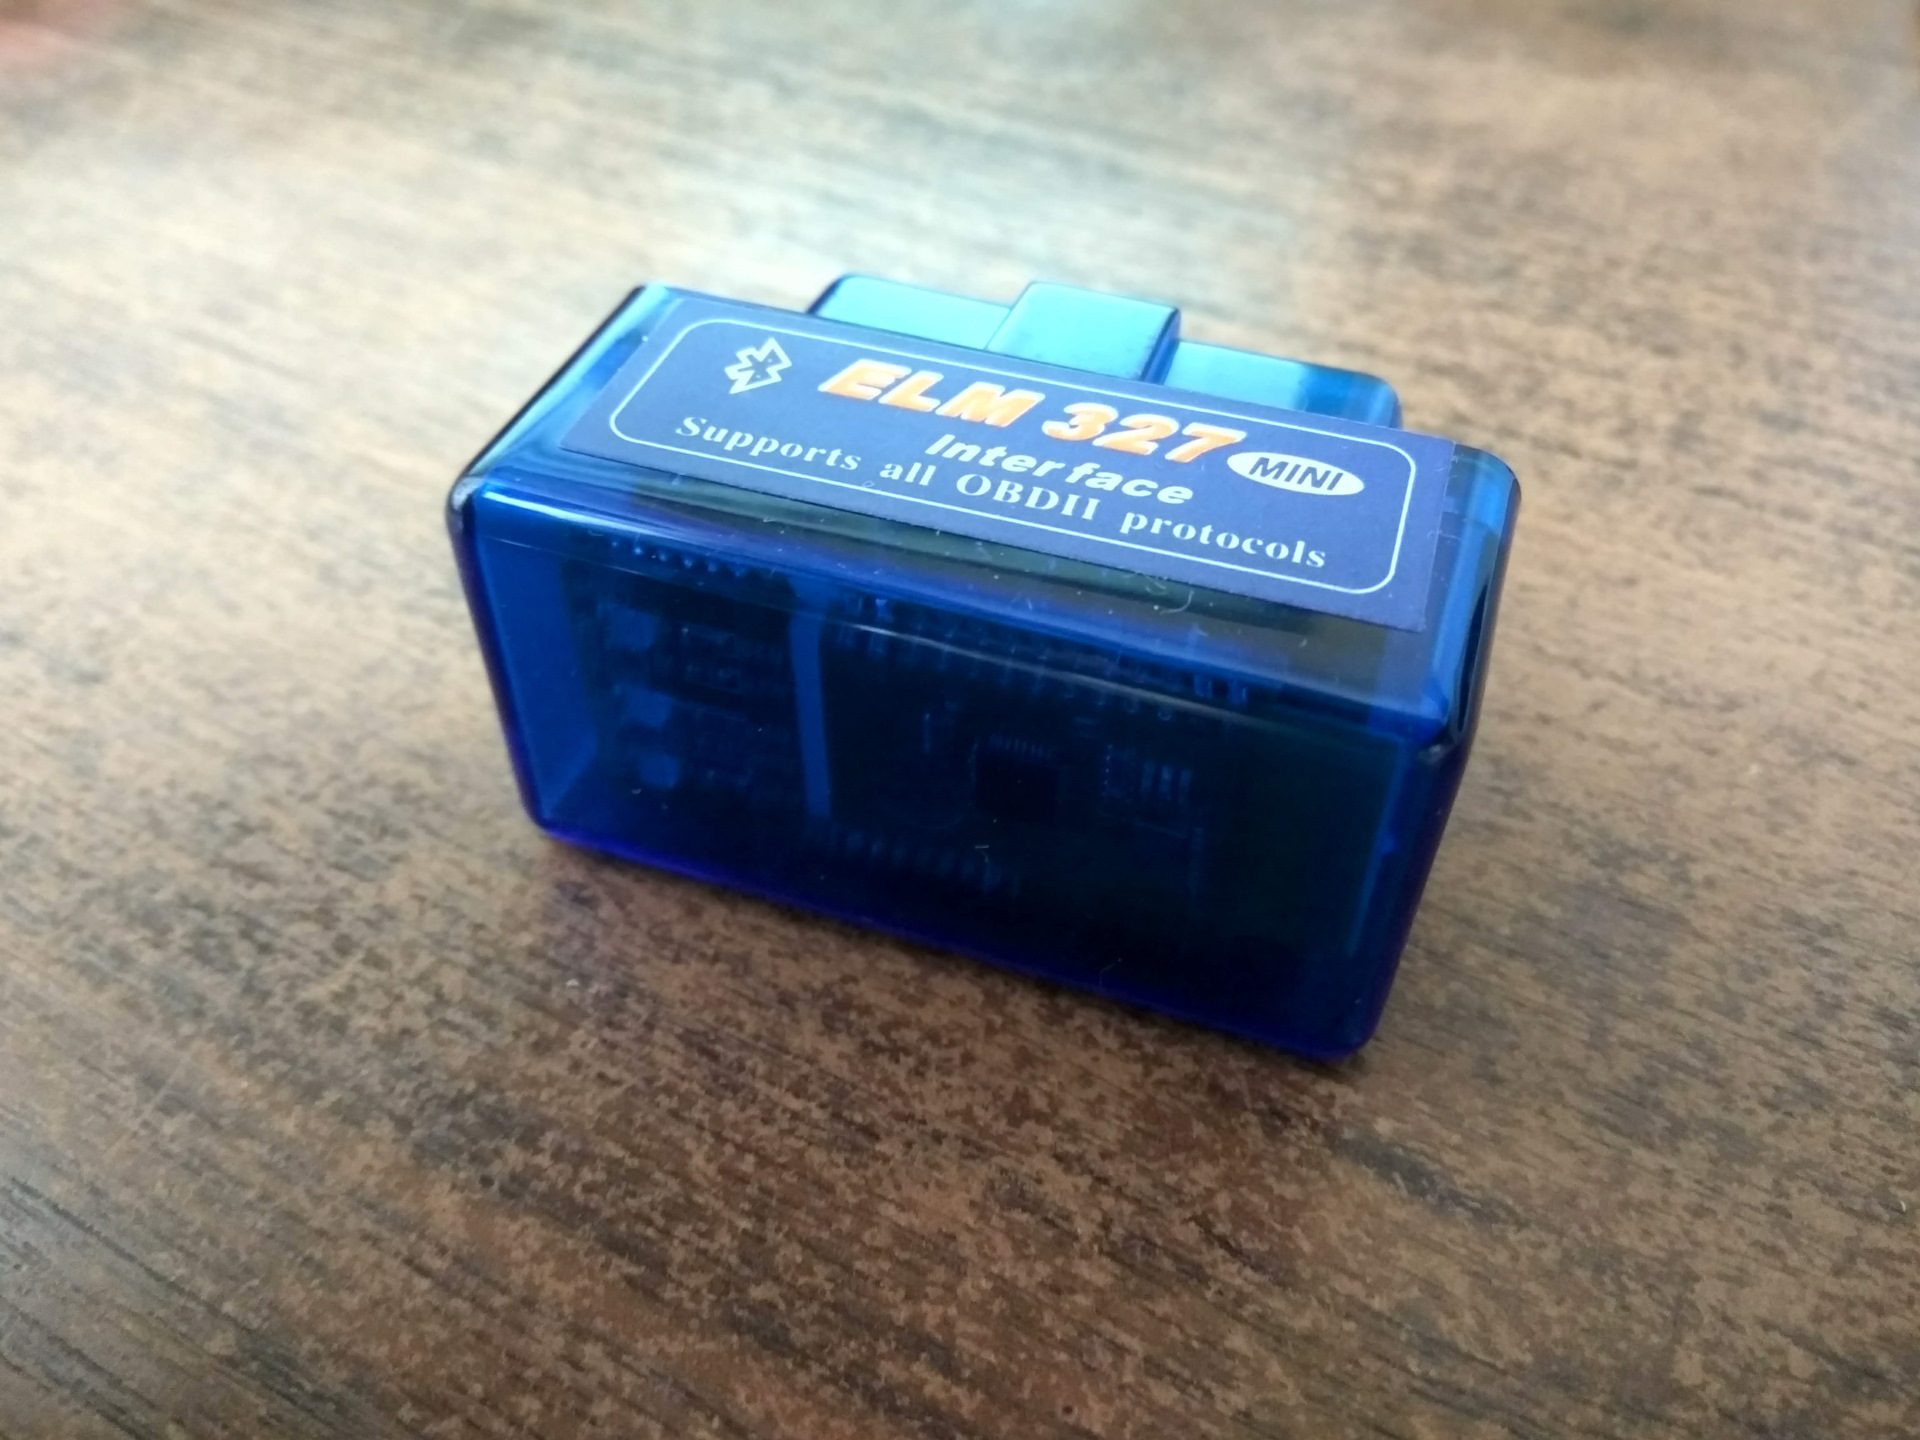 ELM 327
Interface MINI
Supports all OBDII protocols